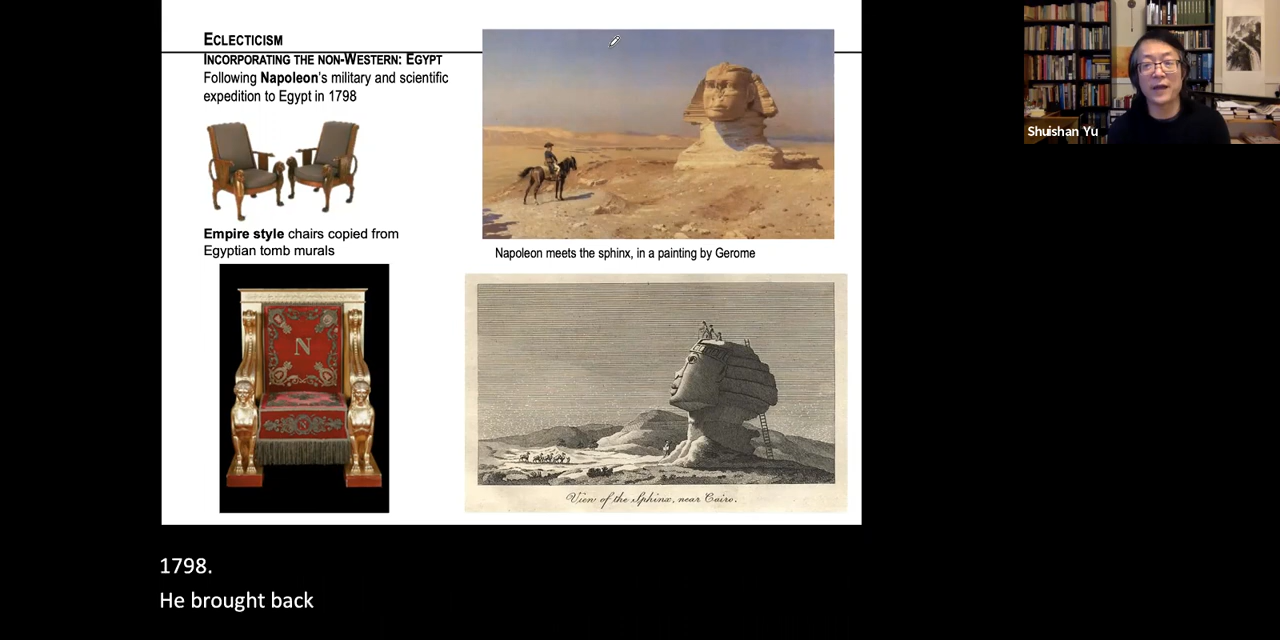 ECLECTICISM
INCORPORATING THE NON-WESTERN: EGYPT
Following Napoleon's military and scientific
expedition to Egypt in 1798
Empire style chairs copied from
Egyptian tomb murals
N
N
Napoleon meets the sphinx, in a painting by Gerome
View of the Sphinx, near Cairo.
Shuishan Yu
1798.
He brought back